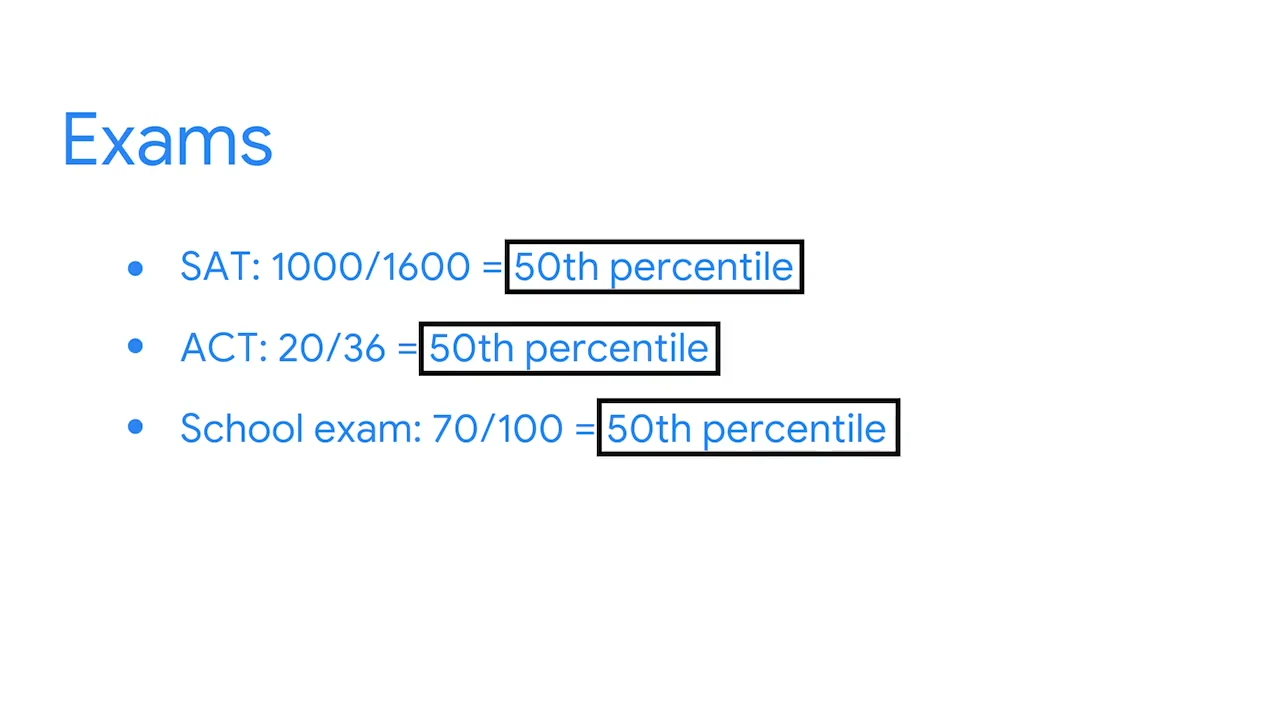 Exams
• SAT: 1000/1600 = 50th percentile
• ACT: 20/36 = 50th percentile
• School exam: 70/100 = 50th percentile